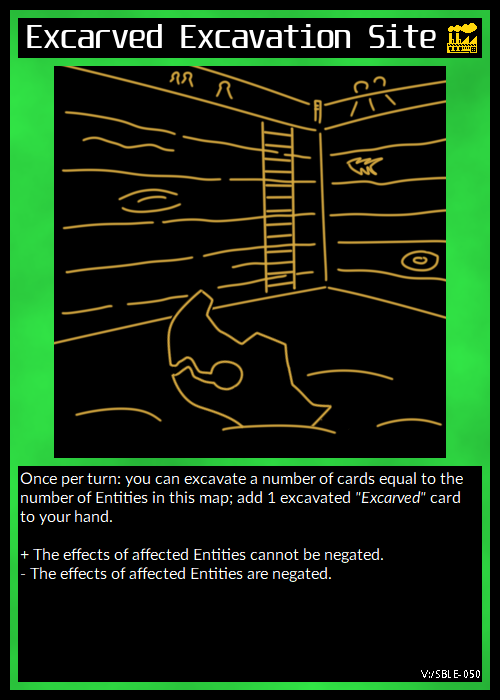 Excarved Excavation Site
Once per turn: you can excavate a number of cards equal to the
number of Entities in this map; add 1 excavated "Excarved" card
to your hand.
+ The effects of affected Entities cannot be negated.
- The effects of affected Entities are negated.
V:/SBLE-050